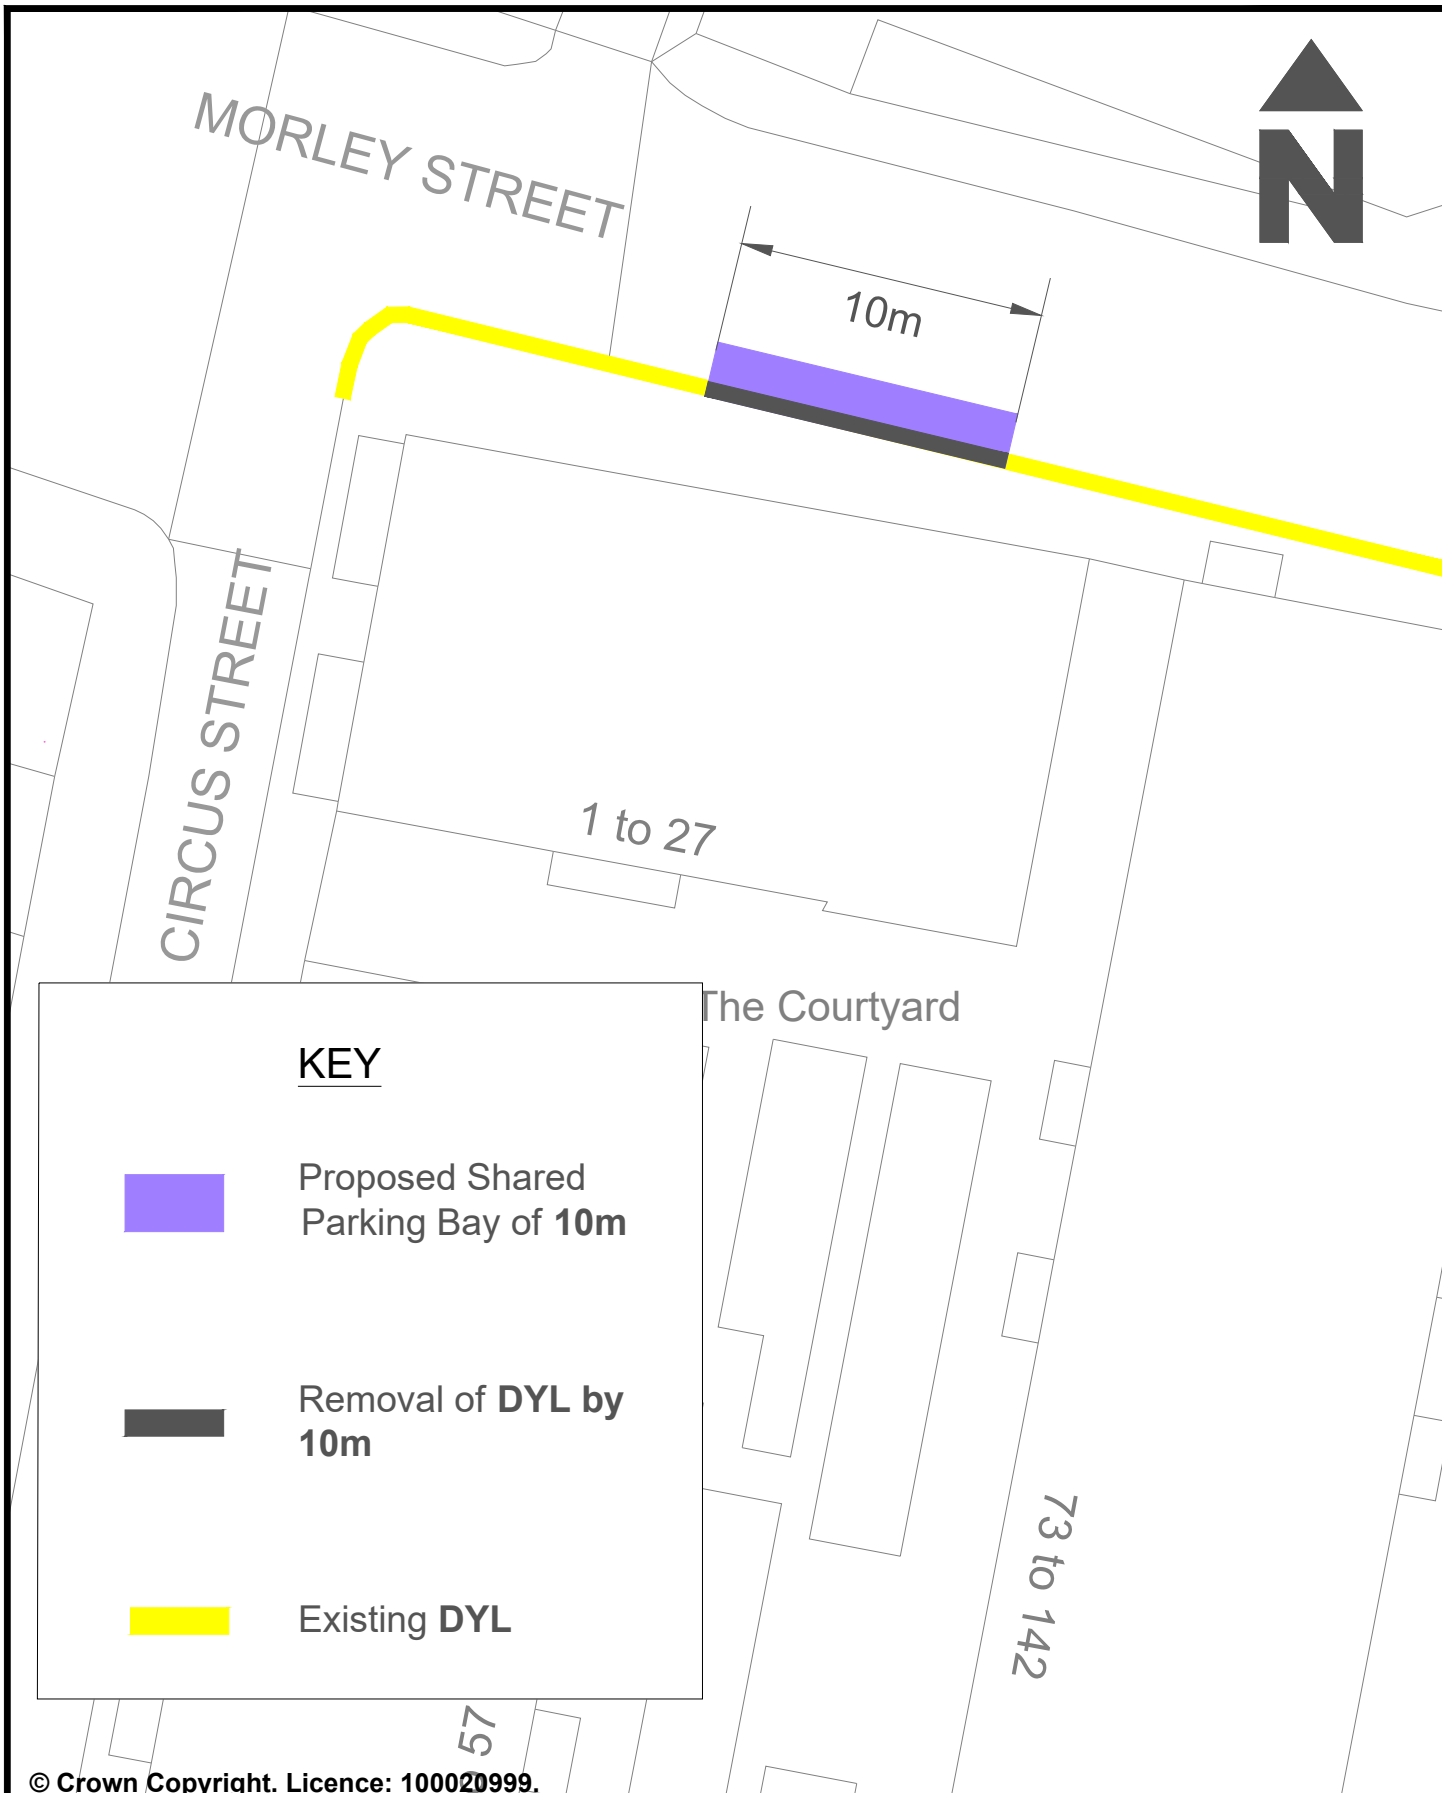 MORLEY STREET
N
10m
CIRCUS STREET
1 to 27
The Courtyard
KEY
Proposed Shared
Parking Bay of 10m
Removal of DYL by
10m
Existing DYL
73 to 142
57
© Crown Copyright. Licence: 100020999.